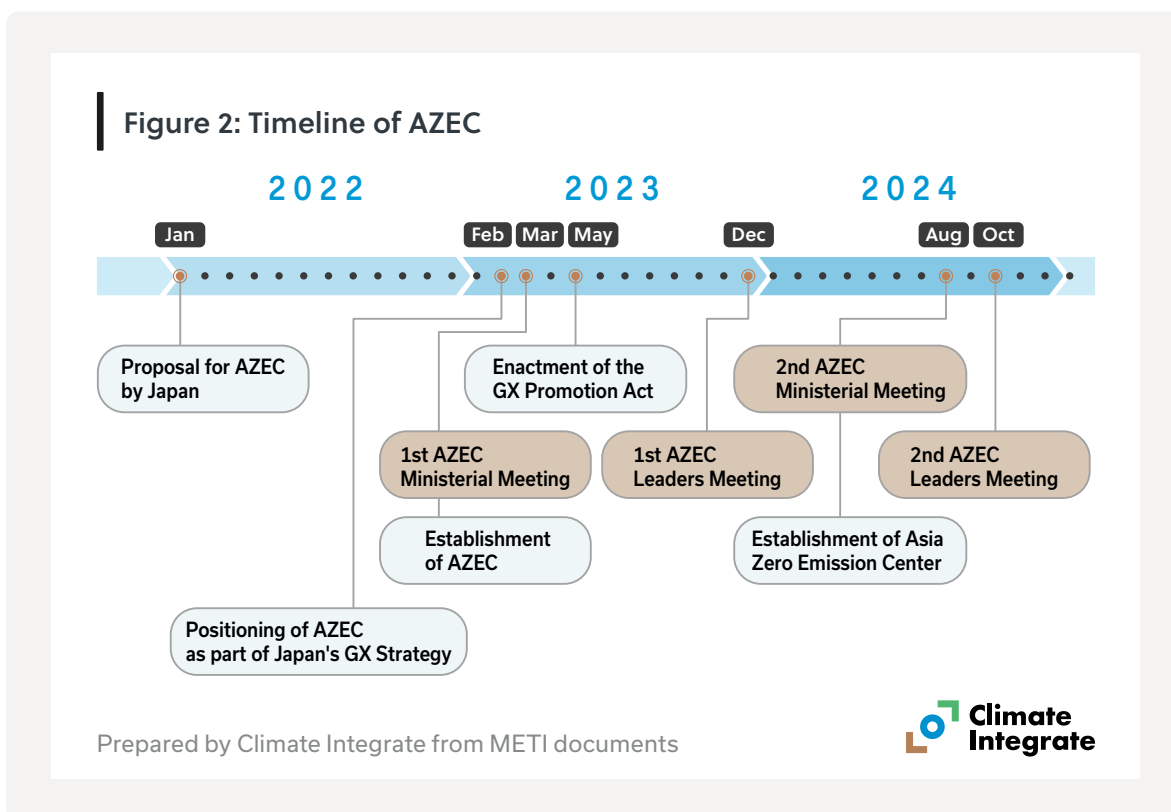 Figure 2: Timeline of AZEC
2022
2023
2024
Jan
Feb
Mar
May
Dec
Aug
Oct
Proposal for AZEC
by Japan
Enactment of the
GX Promotion Act
2nd AZEC
Ministerial Meeting
1st AZEC
Ministerial Meeting
1st AZEC
Leaders Meeting
2nd AZEC
Leaders Meeting
Establishment
of AZEC
Establishment of Asia
Zero Emission Center
Positioning of AZEC
as part of Japan's GX Strategy
Prepared by Climate Integrate from METI documents
Climate
Integrate